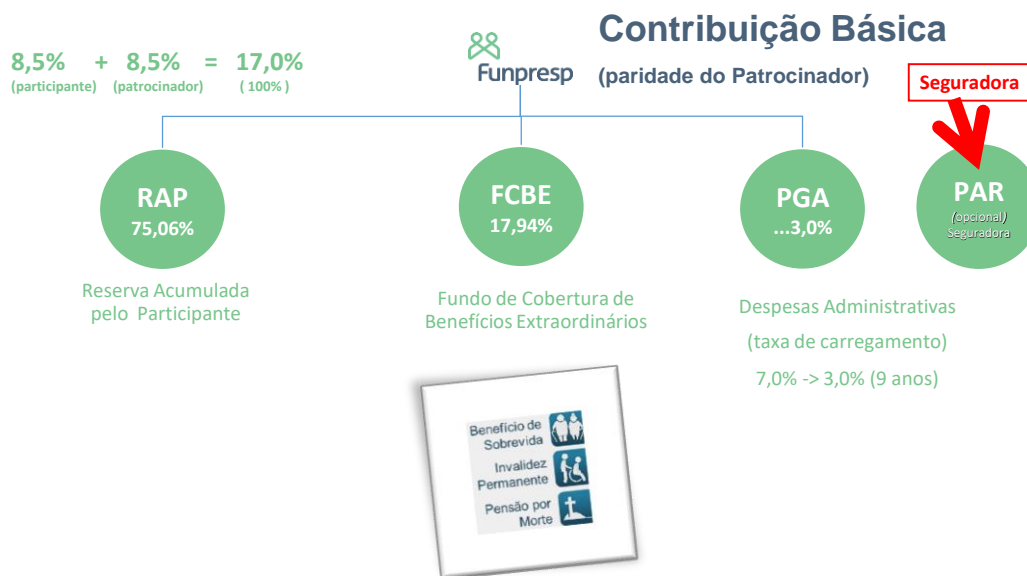 Contribuição Básica
(paridade do Patrocinador)
8,5% + 8,5% = 17,0%
(participante) (patrocinador) ( 100% )
Funpresp
Seguradora
RAP
75,06%
Reserva Acumulada
pelo Participante
FCBE
17,94%
Fundo de Cobertura de
Benefícios Extraordinários
PGA
...3,0%
Despesas Administrativas
(taxa de carregamento)
7,0% -> 3,0% (9 anos)
PAR
(opcional)
Seguradora
Benefício de
Sobrevida
Invalidez
Permanente
Pensão por
Morte